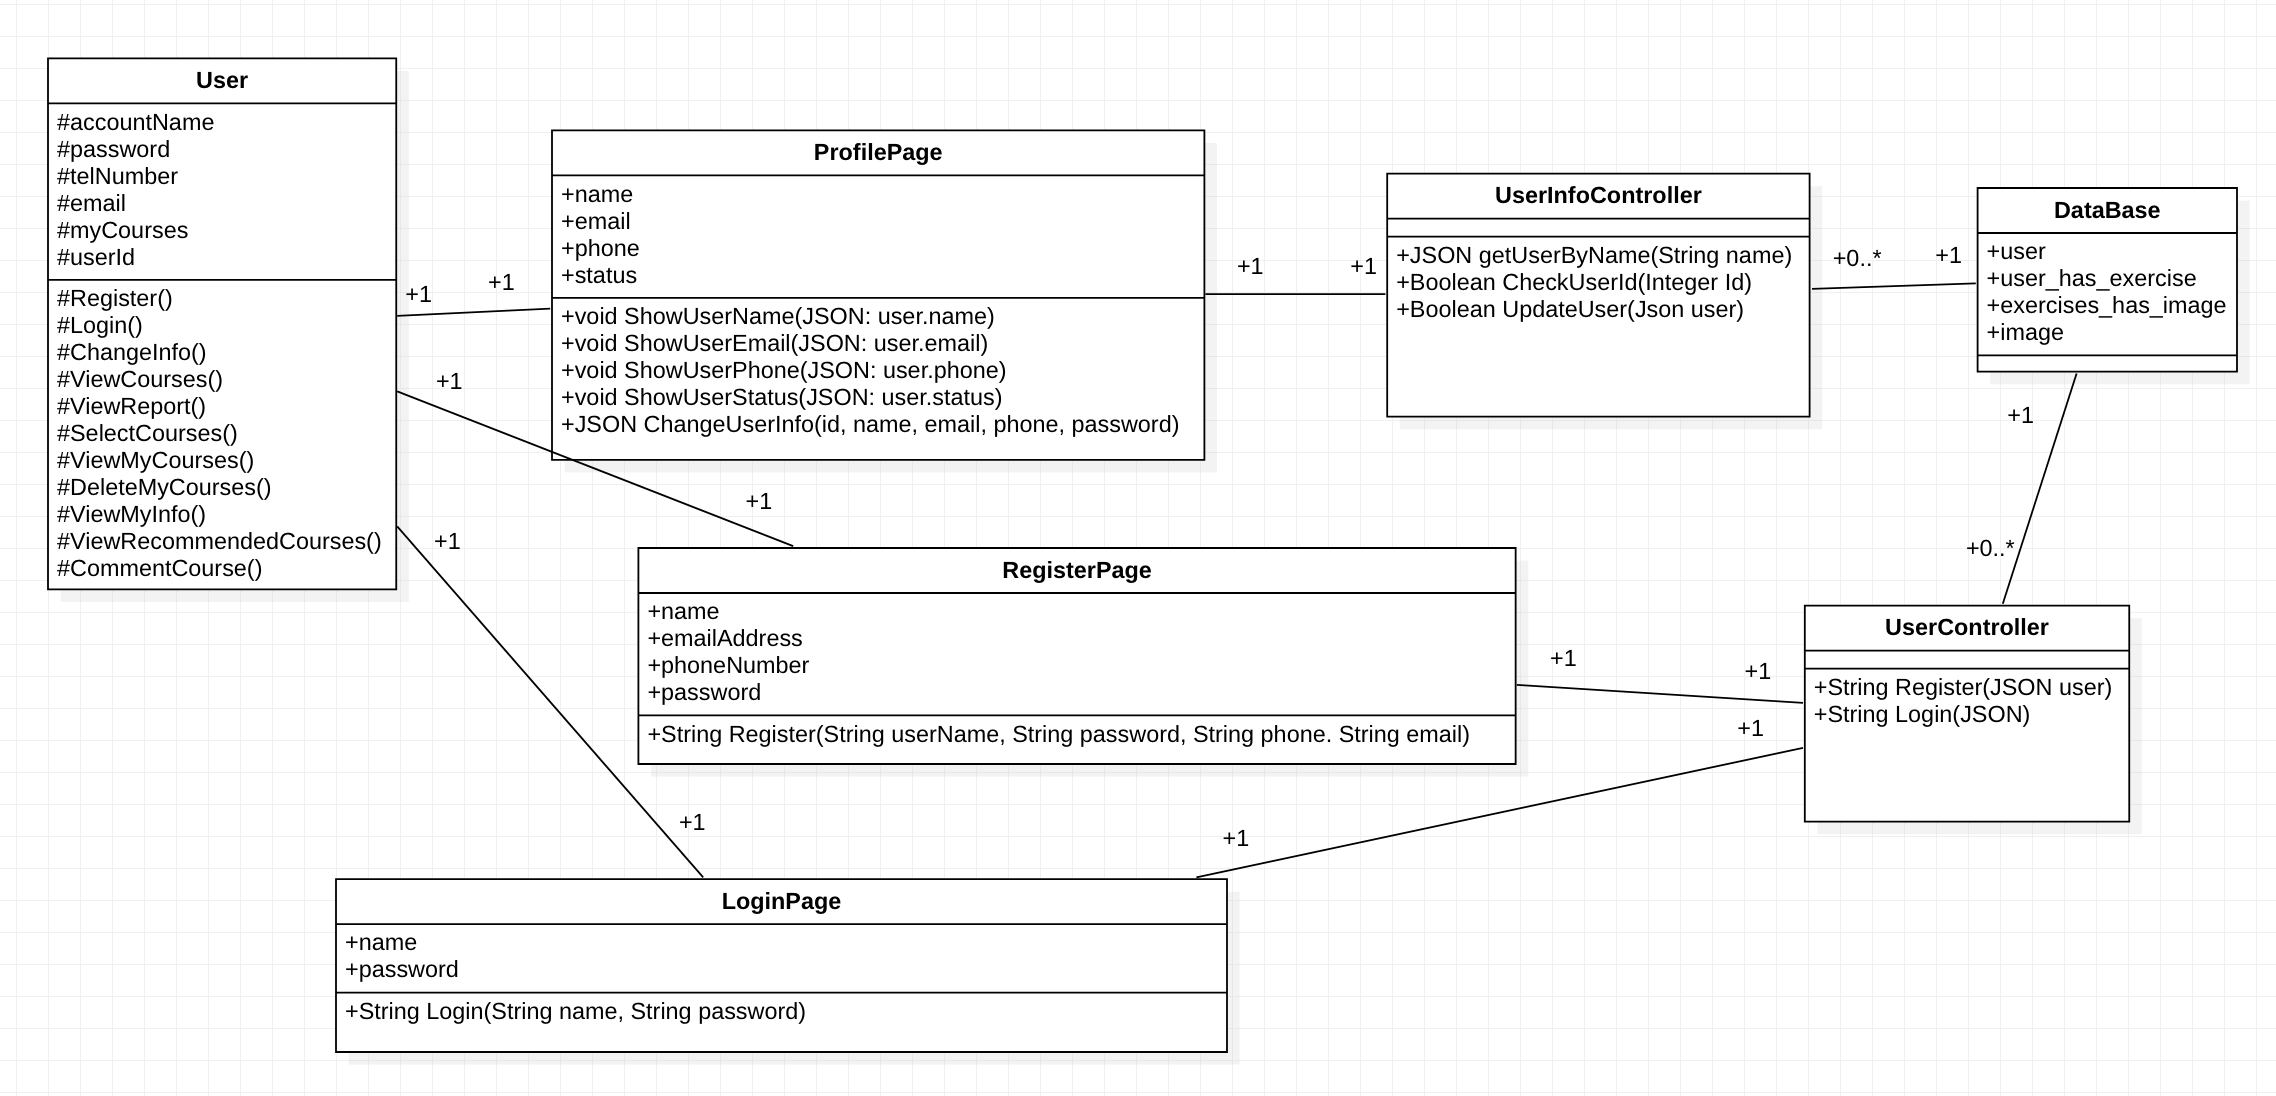 User
#accountName
#password
#telNumber
#email
#myCourses
#userId
#Register()
#Login()
#ChangeInfo()
#ViewCourses()
#ViewReport()
#SelectCourses()
#ViewMyCourses()
#DeleteMyCourses()
#ViewMyInfo()
#ViewRecommendedCourses()
#CommentCourse()
+1
+1
+1
+1
+1
+1
ProfilePage
+name
+email
+phone
+status
+void ShowUserName(JSON: user.name)
+void ShowUserEmail(JSON: user.email)
+void ShowUserPhone(JSON: user.phone)
+void ShowUserStatus(JSON: user.status)
+JSON ChangeUserInfo(id, name, email, phone, password)
+1
+1
UserInfoController
+JSON getUserByName(String name)
+Boolean CheckUserId(Integer Id)
+Boolean UpdateUser(Json user)
+0..*
+1
DataBase
+user
+user_has_exercise
+exercises_has_image
+image
+1
+0..*
RegisterPage
+name
+emailAddress
+phoneNumber
+password
+String Register(String userName, String password, String phone. String email)
+1
+1
UserController
+String Register(JSON user)
+String Login(JSON)
+1
+1
LoginPage
+name
+password
+String Login(String name, String password)